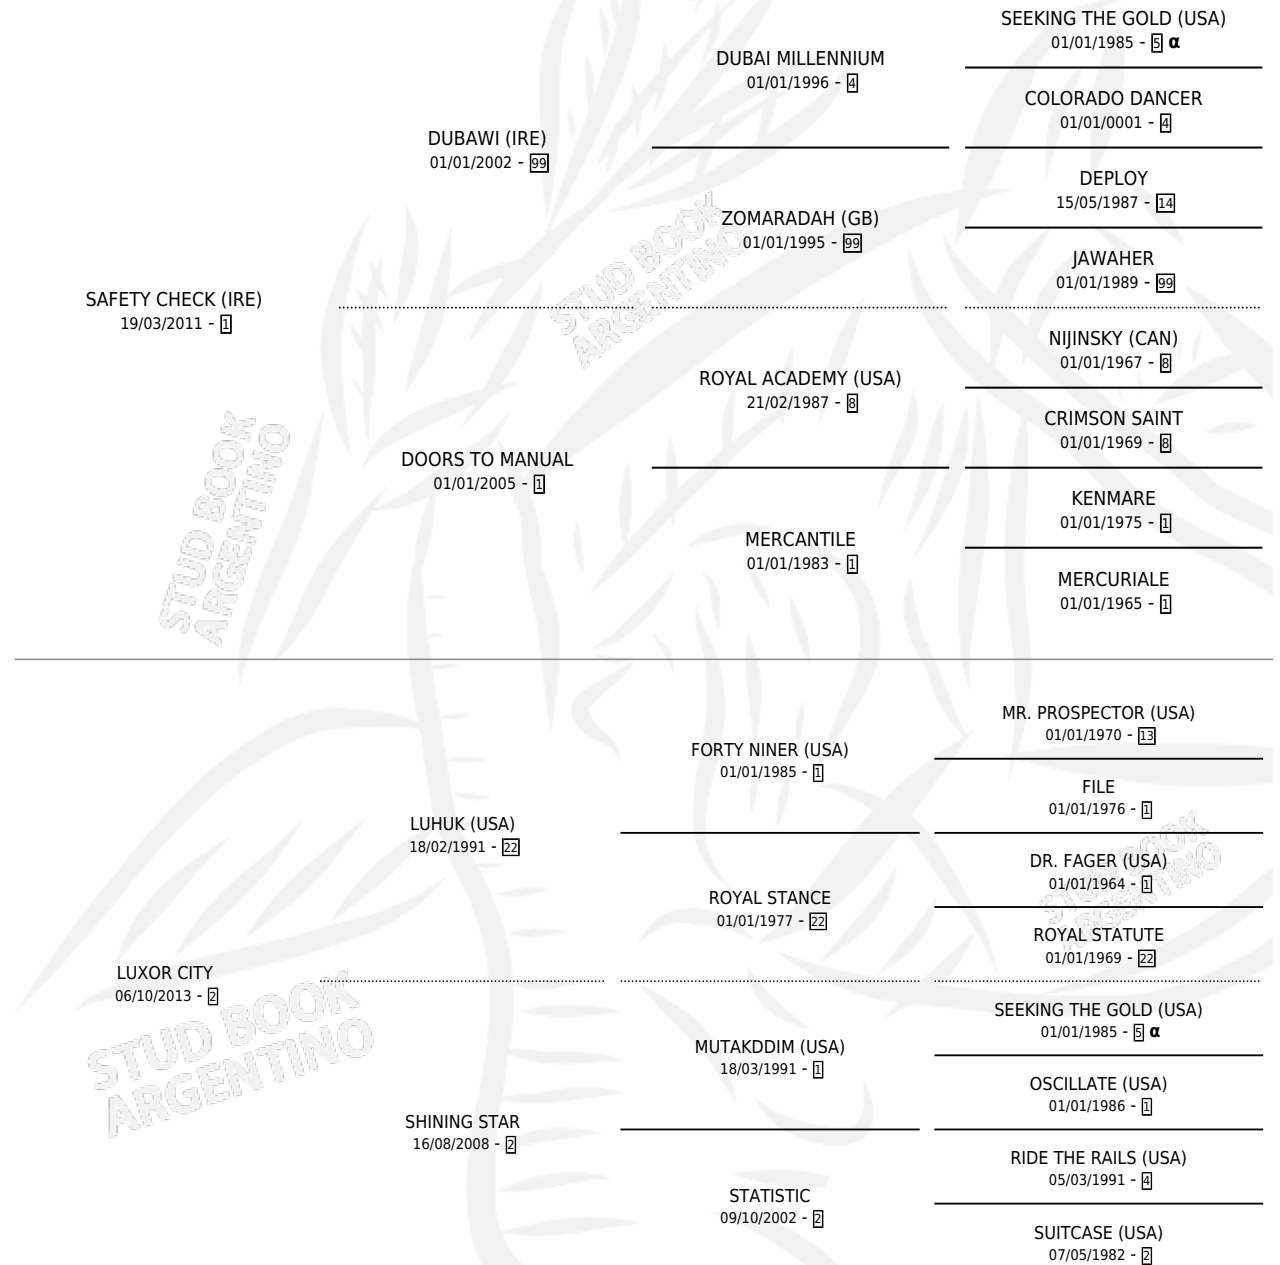 SEEKING THE GOLD (USA)
01/01/1985 - 5 α
DUBAI MILLENNIUM
01/01/1996 - 4
COLORADO DANCER
01/01/0001 - 4
DUBAWI (IRE)
01/01/2002 - 99
DEPLOY
15/05/1987 - 14
ZOMARADAH (GB)
01/01/1995 - 99
JAWAHER
01/01/1989 - 99
SAFETY CHECK (IRE)
19/03/2011 - 1
NIJINSKY (CAN)
01/01/1967 - 8
ROYAL ACADEMY (USA)
21/02/1987 - 8
CRIMSON SAINT
01/01/1969 - 8
DOORS TO MANUAL
01/01/2005 - 1
KENMARE
01/01/1975 - 1
MERCANTILE
01/01/1983 - 1
MERCURIALE
01/01/1965 - 1
MR. PROSPECTOR (USA)
01/01/1970 - 13
FORTY NINER (USA)
01/01/1985 - 1
FILE
01/01/1976 - 1
LUHUK (USA)
18/02/1991 - 22
DR. FAGER (USA)
01/01/1964 - 1
ROYAL STANCE
01/01/1977 - 22
ROYAL STATUTE
01/01/1969 - 22
LUXOR CITY
06/10/2013 - 2
SEEKING THE GOLD (USA)
01/01/1985 - 5 α
MUTAKDDIM (USA)
18/03/1991 - 1
OSCILLATE (USA)
01/01/1986 - 1
SHINING STAR
16/08/2008 - 2
RIDE THE RAILS (USA)
05/03/1991 - 4
STATISTIC
09/10/2002 - 2
SUITCASE (USA)
07/05/1982 - 2
STUD BOOK
ARGENTINO
STUD BOOK
ARGENTINO
STUD BOOK
ARGENTINO
STUD BOOK
ARGENTINO